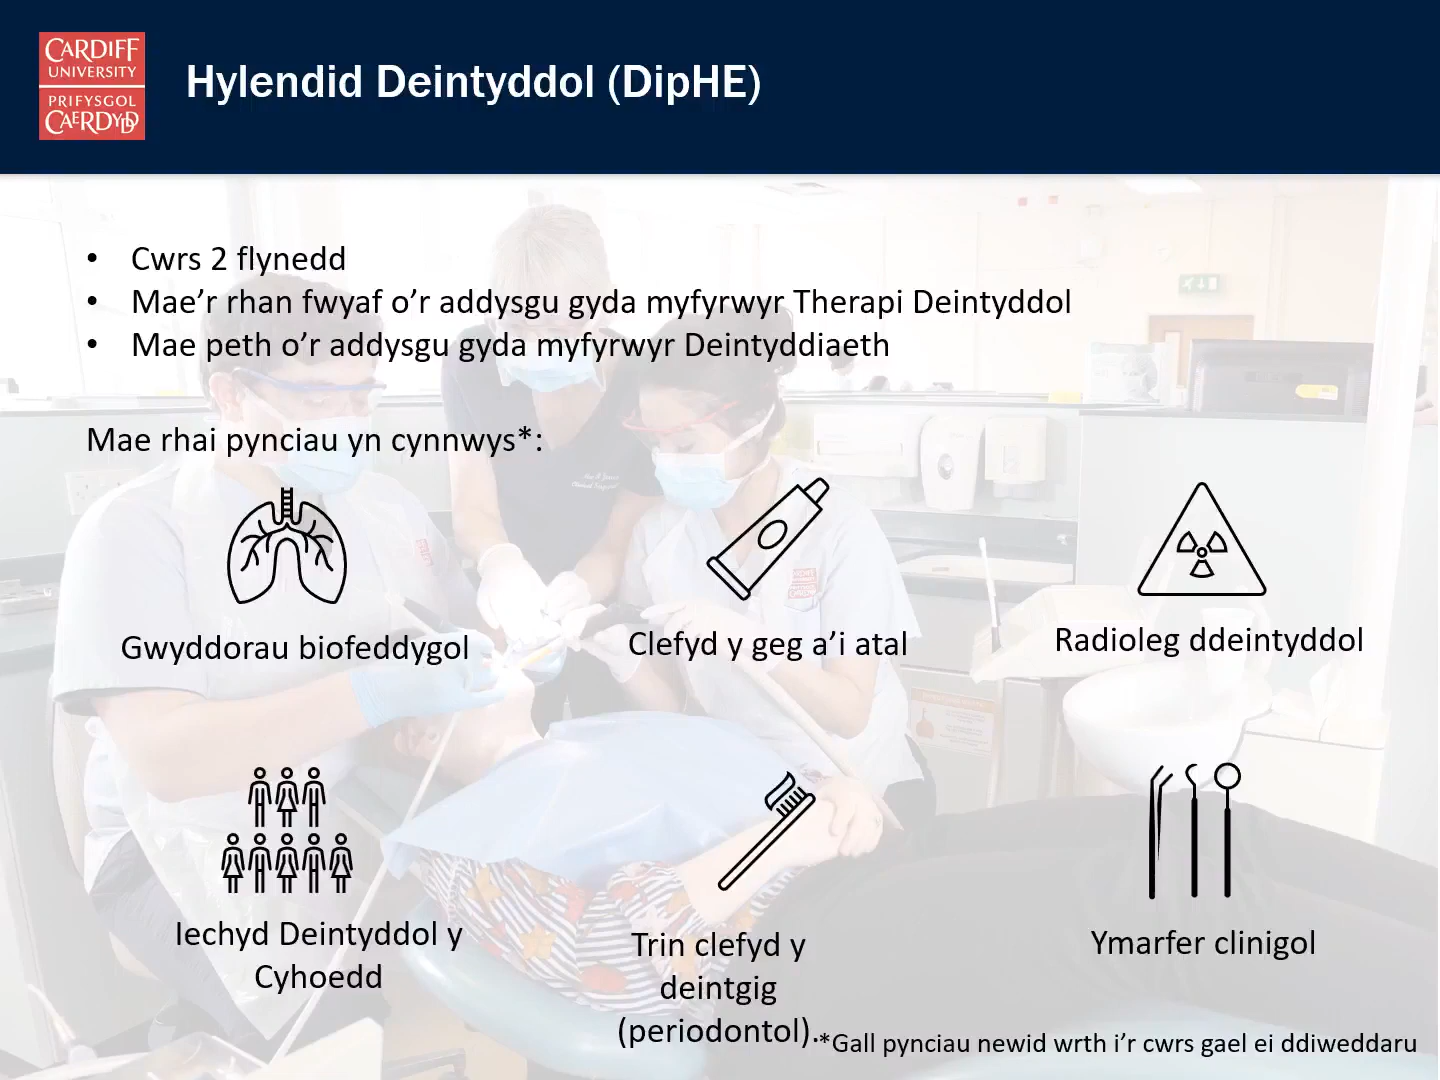 CARDIFF
UNIVERSITY
PRIFYSGOL
CAERDYDD
Hylendid Deintyddol (DipHE)
• Cwrs 2 flynedd
• Mae’r rhan fwyaf o’r addysgu gyda myfyrwyr Therapi Deintyddol
• Mae peth o’r addysgu gyda myfyrwyr Deintyddiaeth
Mae rhai pynciau yn cynnwys*:
Gwyddorau biofeddygol
Clefyd y geg a’i atal
Radioleg ddeintyddol
Iechyd Deintyddol y
Cyhoedd
Trin clefyd y
deintgig
(periodontol).
Ymarfer clinigol
*Gall pynciau newid wrth i’r cwrs gael ei ddiweddaru